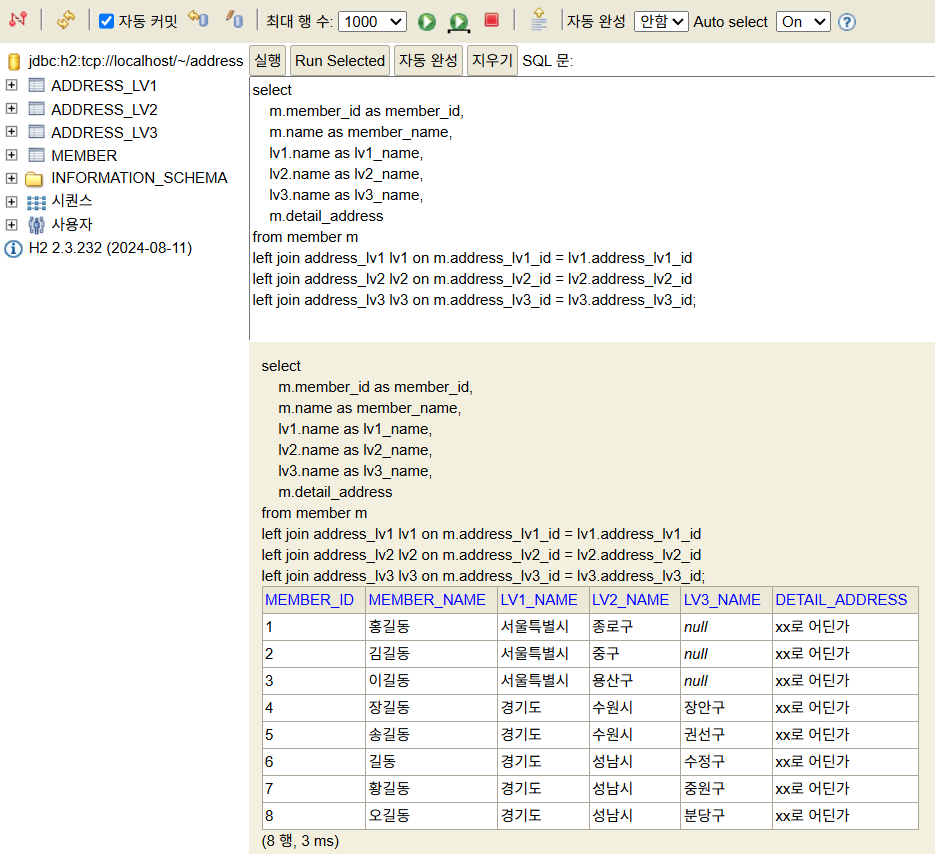 자동 커밋 최대 행 수: 1000 자동 완성 안함 Auto select On ?
jdbc:h2:tcp://localhost/~/address
ADDRESS_LV1
ADDRESS_LV2
ADDRESS_LV3
MEMBER
INFORMATION_SCHEMA
시퀀스
사용자
H2 2.3.232 (2024-08-11)
실행 Run Selected 자동 완성 지우기 SQL 문:
select
m.member_id as member_id,
m.name as member_name,
lv1.name as lv1_name,
lv2.name as lv2_name,
lv3.name as lv3_name,
m.detail_address
from member m
left join address_lv1 lv1 on m.address_lv1_id = lv1.address_lv1_id
left join address_lv2 lv2 on m.address_lv2_id = lv2.address_lv2_id
left join address_lv3 lv3 on m.address_lv3_id = lv3.address_lv3_id;
select
m.member_id as member_id,
m.name as member_name,
lv1.name as lv1_name,
lv2.name as lv2_name,
lv3.name as lv3_name,
m.detail_address
from member m
left join address_lv1 lv1 on m.address_lv1_id = lv1.address_lv1_id
left join address_lv2 lv2 on m.address_lv2_id = lv2.address_lv2_id
left join address_lv3 lv3 on m.address_lv3_id = lv3.address_lv3_id;
MEMBER_ID MEMBER_NAME LV1_NAME LV2_NAME LV3_NAME DETAIL_ADDRESS
1 홍길동 서울특별시 종로구 null xx로 어딘가
2 김길동 서울특별시 중구 null xx로 어딘가
3 이길동 서울특별시 용산구 null xx로 어딘가
4 장길동 경기도 수원시 장안구 xx로 어딘가
5 송길동 경기도 수원시 권선구 xx로 어딘가
6 길동 경기도 성남시 수정구 xx로 어딘가
7 황길동 경기도 성남시 중원구 xx로 어딘가
8 오길동 경기도 성남시 분당구 xx로 어딘가
(8 행, 3 ms)